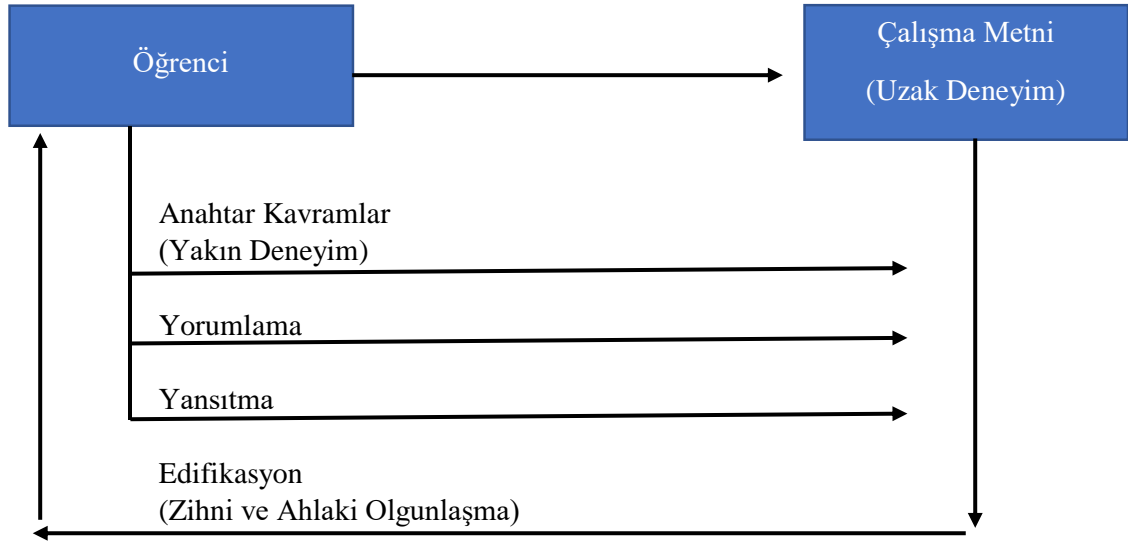 Öğrenci
Çalışma Metni
(Uzak Deneyim)
Anahtar Kavramlar
(Yakın Deneyim)
Yorumlama
Yansıtma
Edifikasyon
(Zihni ve Ahlaki Olgunlaşma)